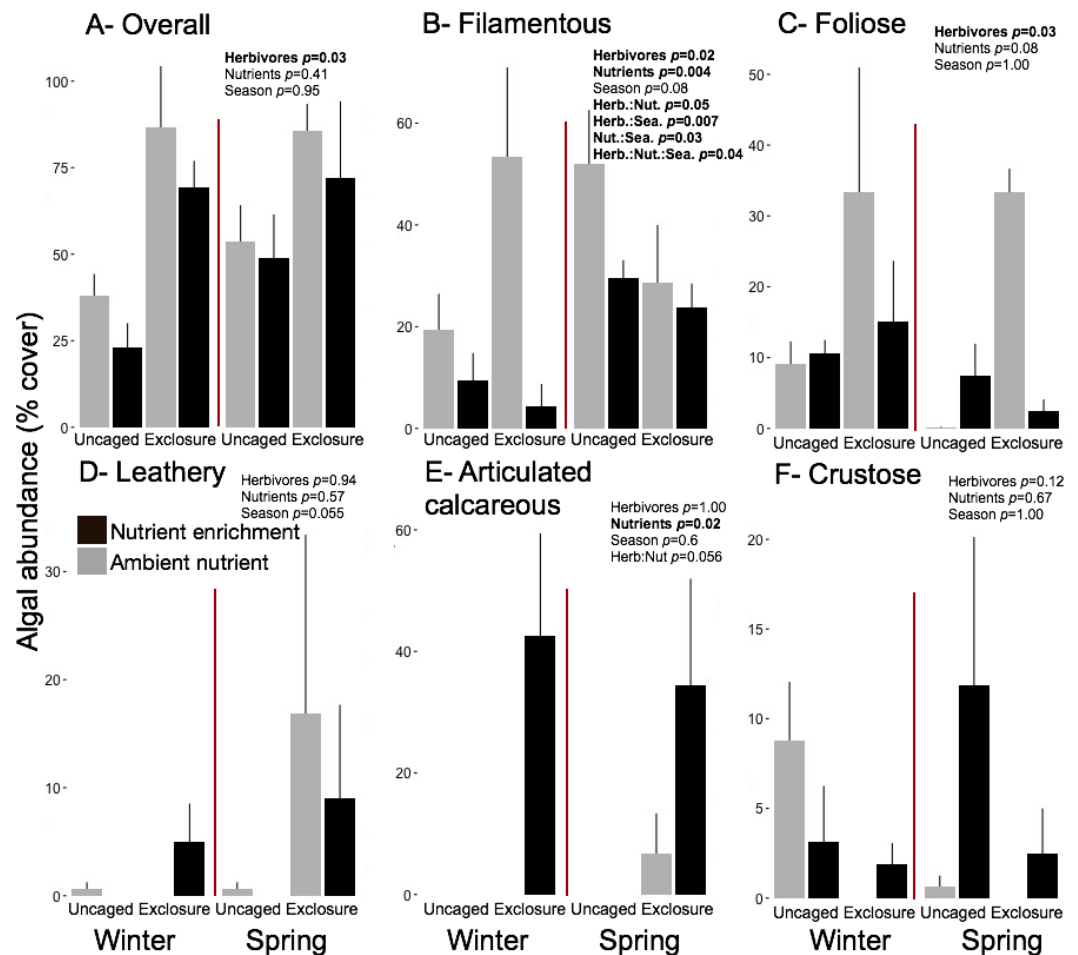 A- Overall
Herbivores p=0.03
Nutrients p=0.41
Season p=0.95
100
75
50
25
0
Uncaged Exclosure Uncaged Exclosure
B- Filamentous
Herbivores p=0.02
Nutrients p=0.004
Season p=0.08
Herb.:Nut. p=0.05
Herb.:Sea. p=0.007
Nut.:Sea. p=0.03
Herb.:Nut.:Sea. p=0.04
60
40
20
0
Uncaged Exclosure Uncaged Exclosure
C- Foliose
Herbivores p=0.03
Nutrients p=0.08
Season p=1.00
50
40
30
20
10
0
Uncaged Exclosure Uncaged Exclosure
Algal abundance (% cover)
D- Leathery
Herbivores p=0.94
Nutrients p=0.57
Season p=0.055
Nutrient enrichment
Ambient nutrient
30
20
10
0
Uncaged Exclosure Uncaged Exclosure
Winter Spring
E- Articulated
calcareous
Herbivores p=1.00
Nutrients p=0.02
Season p=0.6
Herb:Nut p=0.056
60
40
20
0
Uncaged Exclosure Uncaged Exclosure
Winter Spring
F- Crustose
Herbivores p=0.12
Nutrients p=0.67
Season p=1.00
20
15
10
5
0
Uncaged Exclosure Uncaged Exclosure
Winter Spring